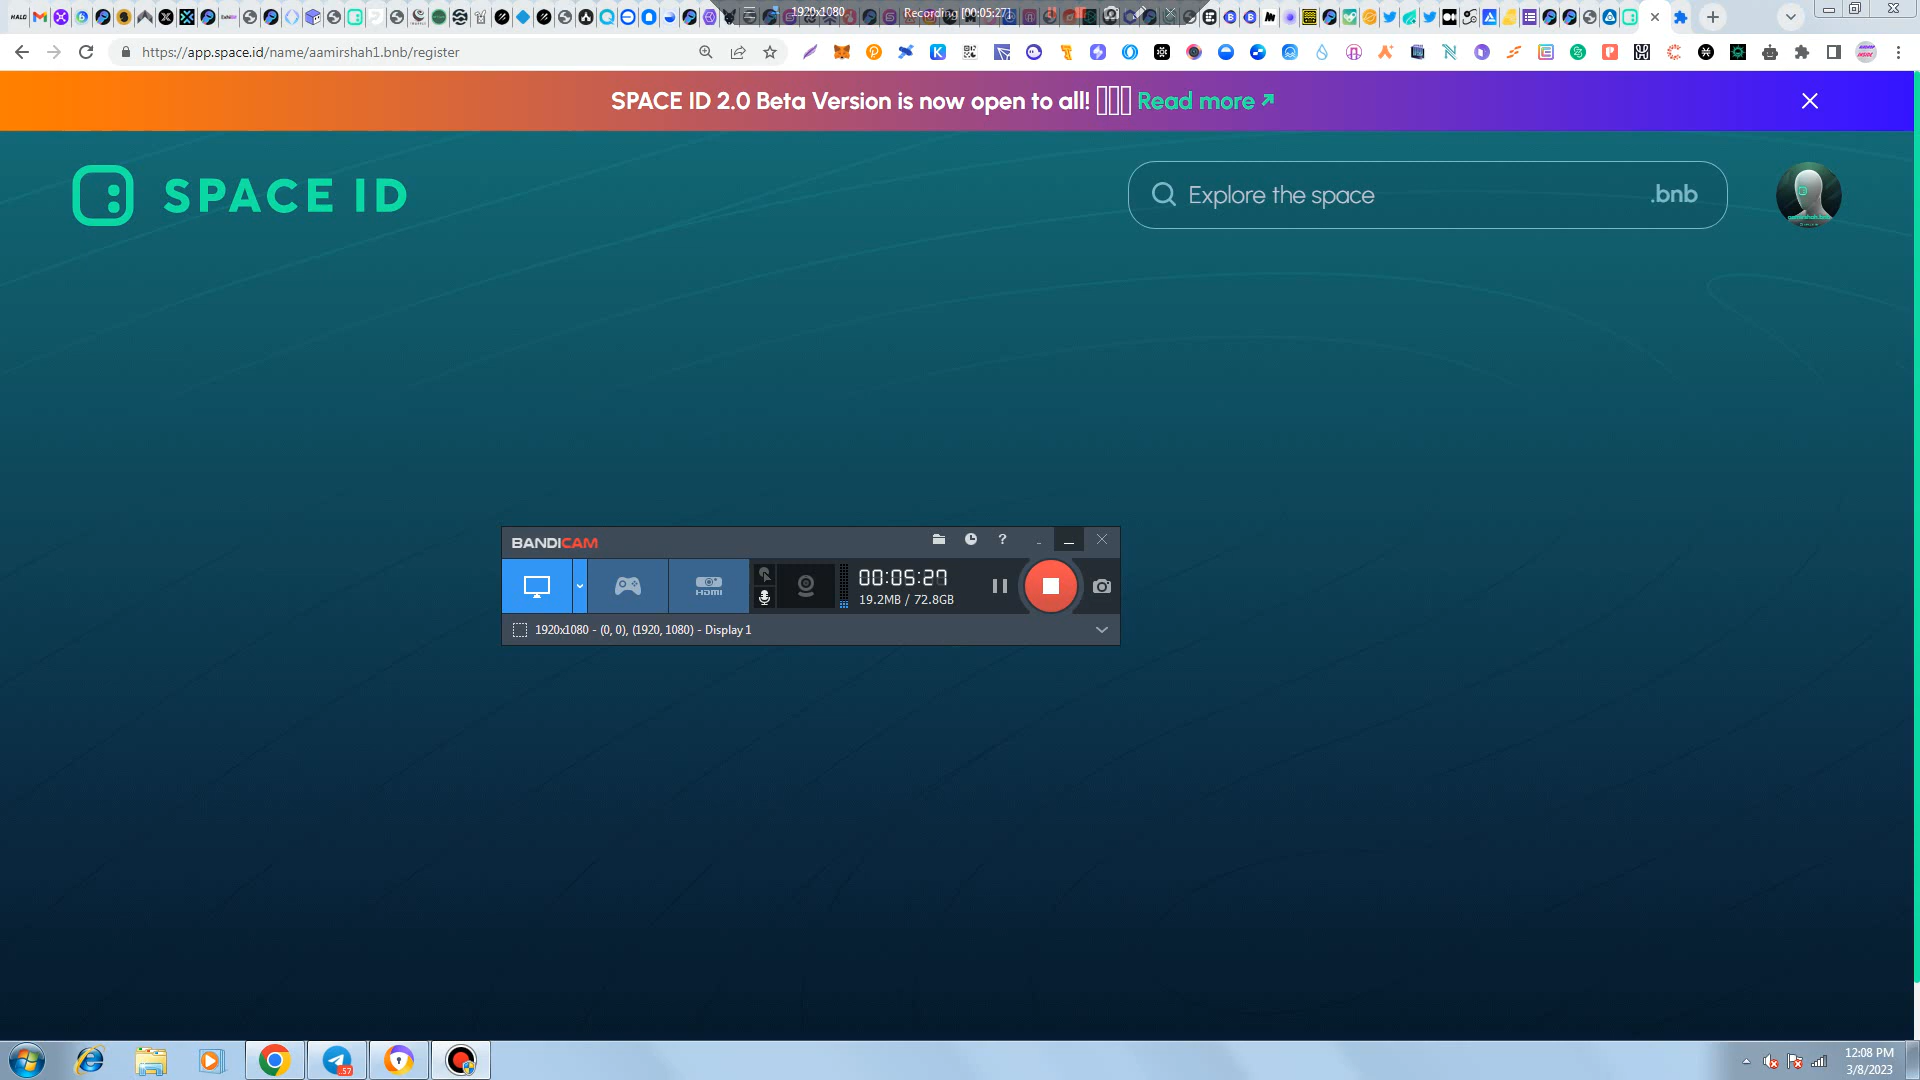 1920x1080
Recording [00:05:27]
https://app.space.id/name/aamirshah1.bnb/register
SPACE ID 2.0 Beta Version is now open to all! Read more
SPACE ID
Explore the space
.bnb
BANDICAM
?
HDMI
00:05:27
19.2MB / 72.8GB
1920x1080 - (0, 0), (1920, 1080) - Display 1
57
12:08 PM
3/8/2023